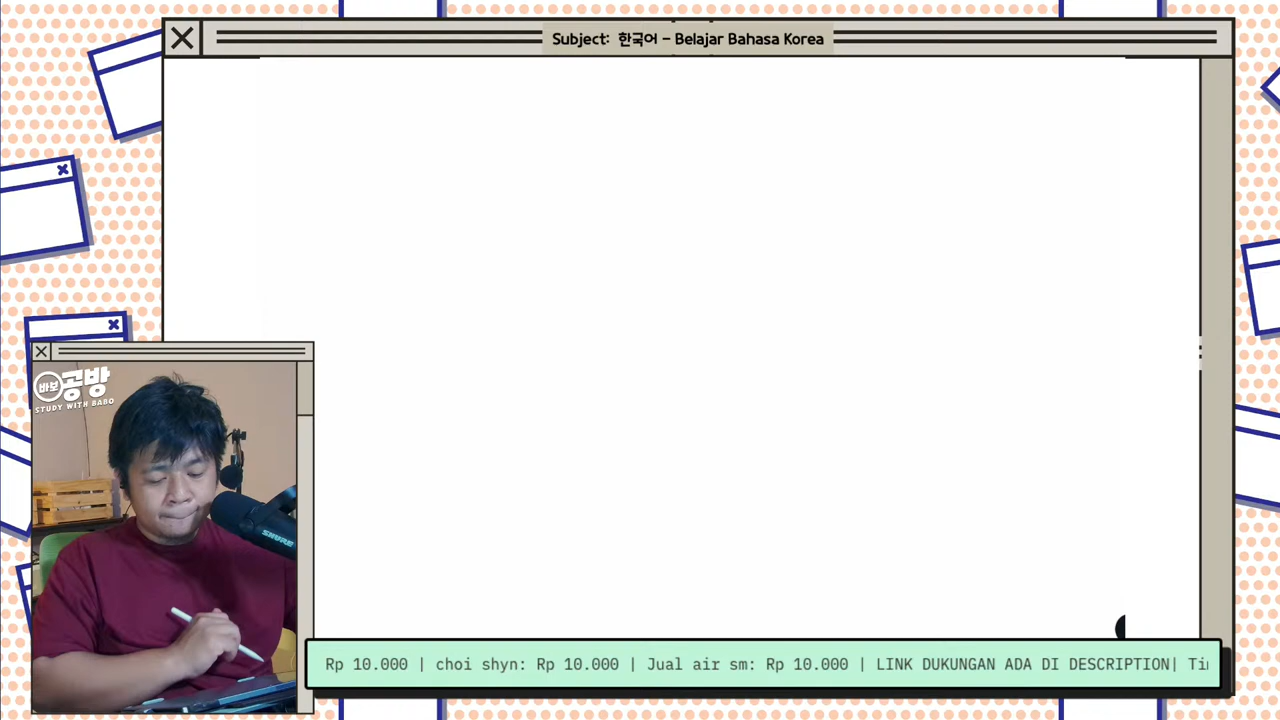 Subject: 한국어 - Belajar Bahasa Korea
바보 공방
STUDY WITH BABO
SHURE
Rp 10.000 | choi shyn: Rp 10.000 | Jual air sm: Rp 10.000 | LINK DUKUNGAN ADA DI DESCRIPTION|